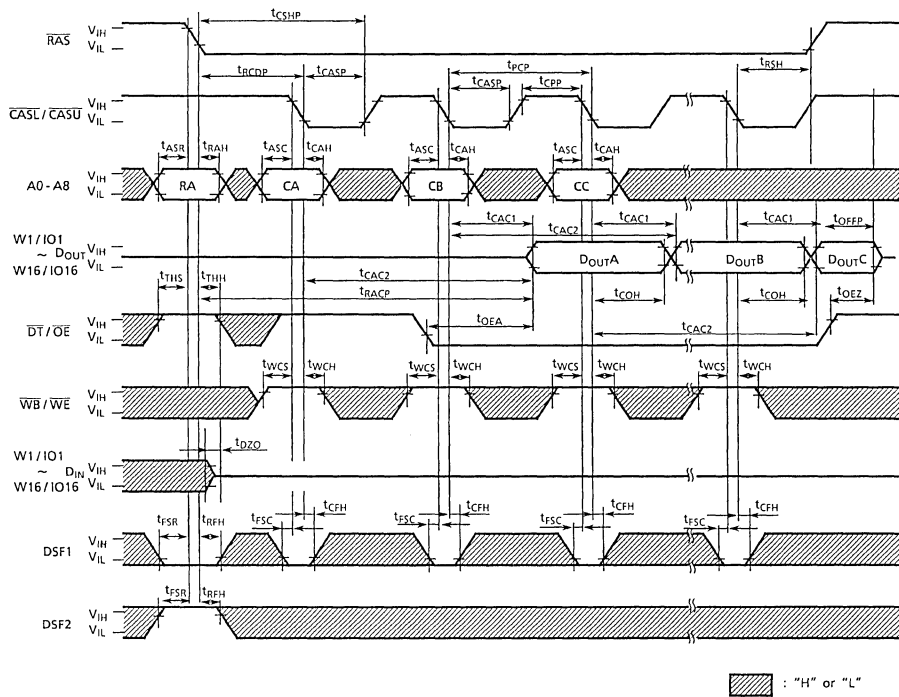 tCSHP
RAS VIH
VIL
tRCDP tCASP tPCP tRSH
tCASP tCPP
CASL / CASU VIH
VIL
tASR tRAH tASC tCAH tASC tCAH tASC tCAH
A0 - A8 VIH
VIL
RA CA CB CC
tCAC1 tCAC1 tCAC1 tOFFP
tCAC2
W1 / IO1
~ DOUT
W16 / IO16
VIH
VIL
DOUTA DOUTB DOUTC
tTHS tTHH tCAC2 tCOH tCOH tOEZ
tRACP
DT / OE VIH
VIL
tOEA tCAC2
tWCS tWCH tWCS tWCH tWCS tWCH tWCS tWCH
WB / WE VIH
VIL
tDZO
W1 / IO1
~ DIN
W16 / IO16
VIH
VIL
tFSR tRFH tFSC tCFH tFSC tCFH tFSC tCFH tFSC tCFH
DSF1 VIH
VIL
tFSR tRFH
DSF2 VIH
VIL
: "H" or "L"